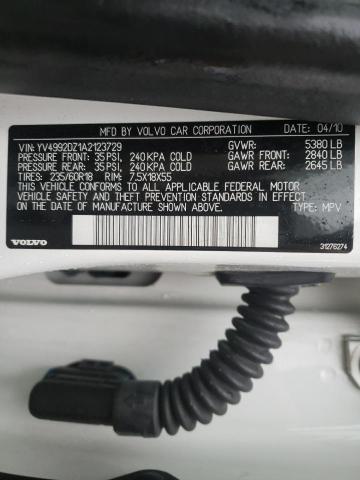 MFD BY VOLVO CAR CORPORATION DATE: 04/10
VIN: YV4992DZ1A2123729 GVWR: 5380 LB
PRESSURE FRONT: 35 PSI, 240 KPA COLD GAWR FRONT: 2840 LB
PRESSURE REAR: 35 PSI, 240 KPA COLD GAWR REAR: 2645 LB
TIRES: 235/60R18 RIM: 7,5X18X55
THIS VEHICLE CONFORMS TO ALL APPLICABLE FEDERAL MOTOR
VEHICLE SAFETY AND THEFT PREVENTION STANDARDS IN EFFECT
ON THE DATE OF MANUFACTURE SHOWN ABOVE.
TYPE: MPV
VOLVO 31276274